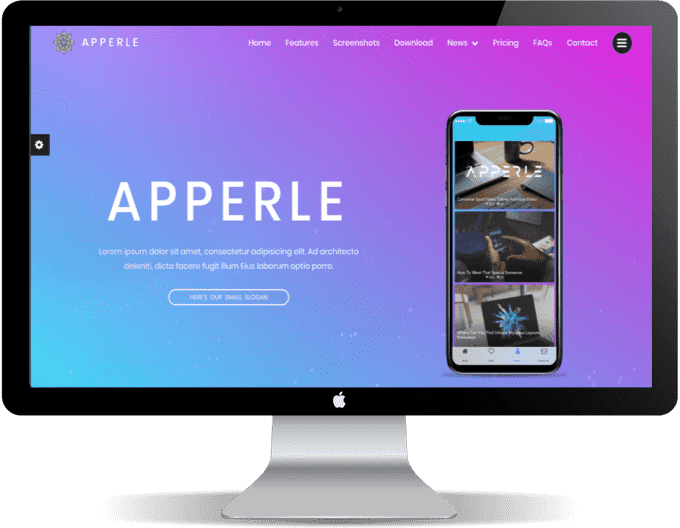 APPERLE
Home Features Screenshots Download News Pricing FAQs Contact
APPERLE
Lorem ipsum dolor sit amet, consectetur adipisicing elit. Ad architecto
deleniti, dicta facere fugit illum Eius laborum optio porro.
HERE'S OUR SMALL SLOGAN
APPERLE
How To Meet That Special Someone